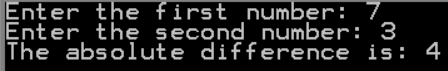 Enter the first number: 7
Enter the second number: 3
The absolute difference is: 4